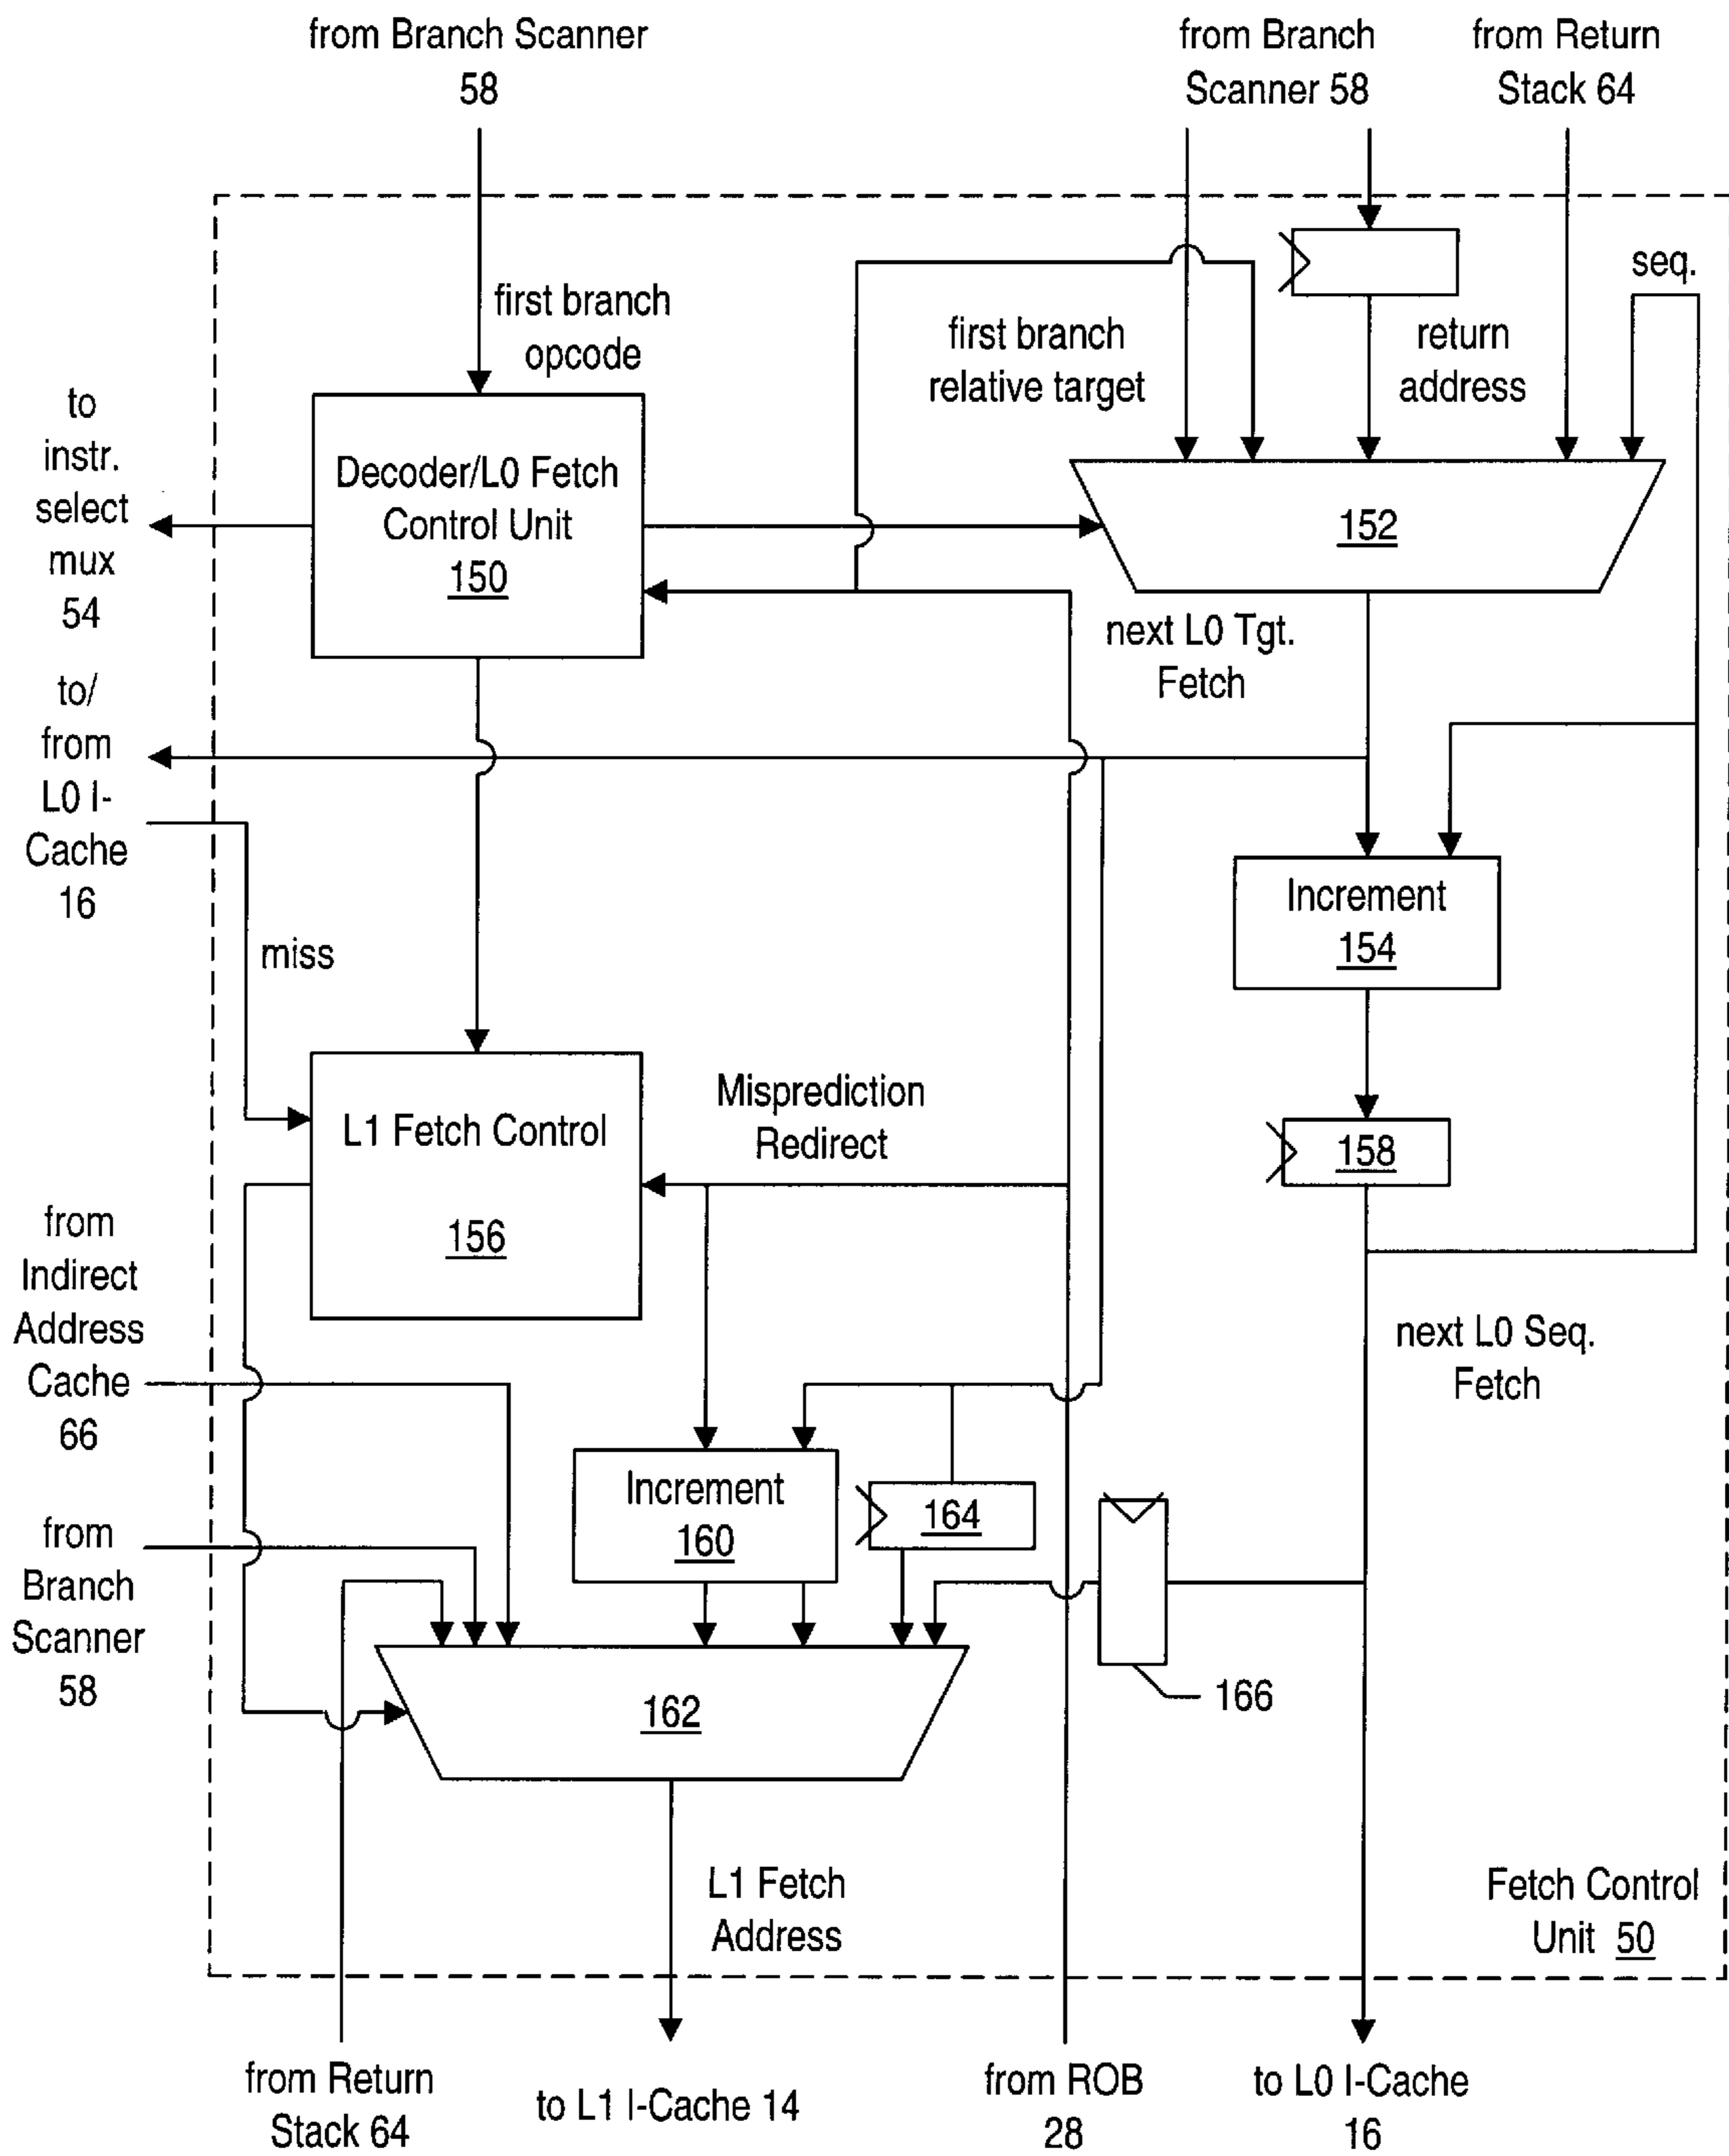 from Branch Scanner
58
from Branch
Scanner 58
from Return
Stack 64
seq.
first branch
opcode
first branch
relative target
return
address
to
instr.
select
mux
54
Decoder/L0 Fetch
Control Unit
150
152
next L0 Tgt.
Fetch
to/
from
L0 I-
Cache
16
miss
Increment
154
L1 Fetch Control
156
Misprediction
Redirect
158
from
Indirect
Address
Cache
66
next L0 Seq.
Fetch
Increment
160
164
from
Branch
Scanner
58
166
162
L1 Fetch
Address
Fetch Control
Unit 50
from Return
Stack 64
to L1 I-Cache 14
from ROB
28
to L0 I-Cache
16